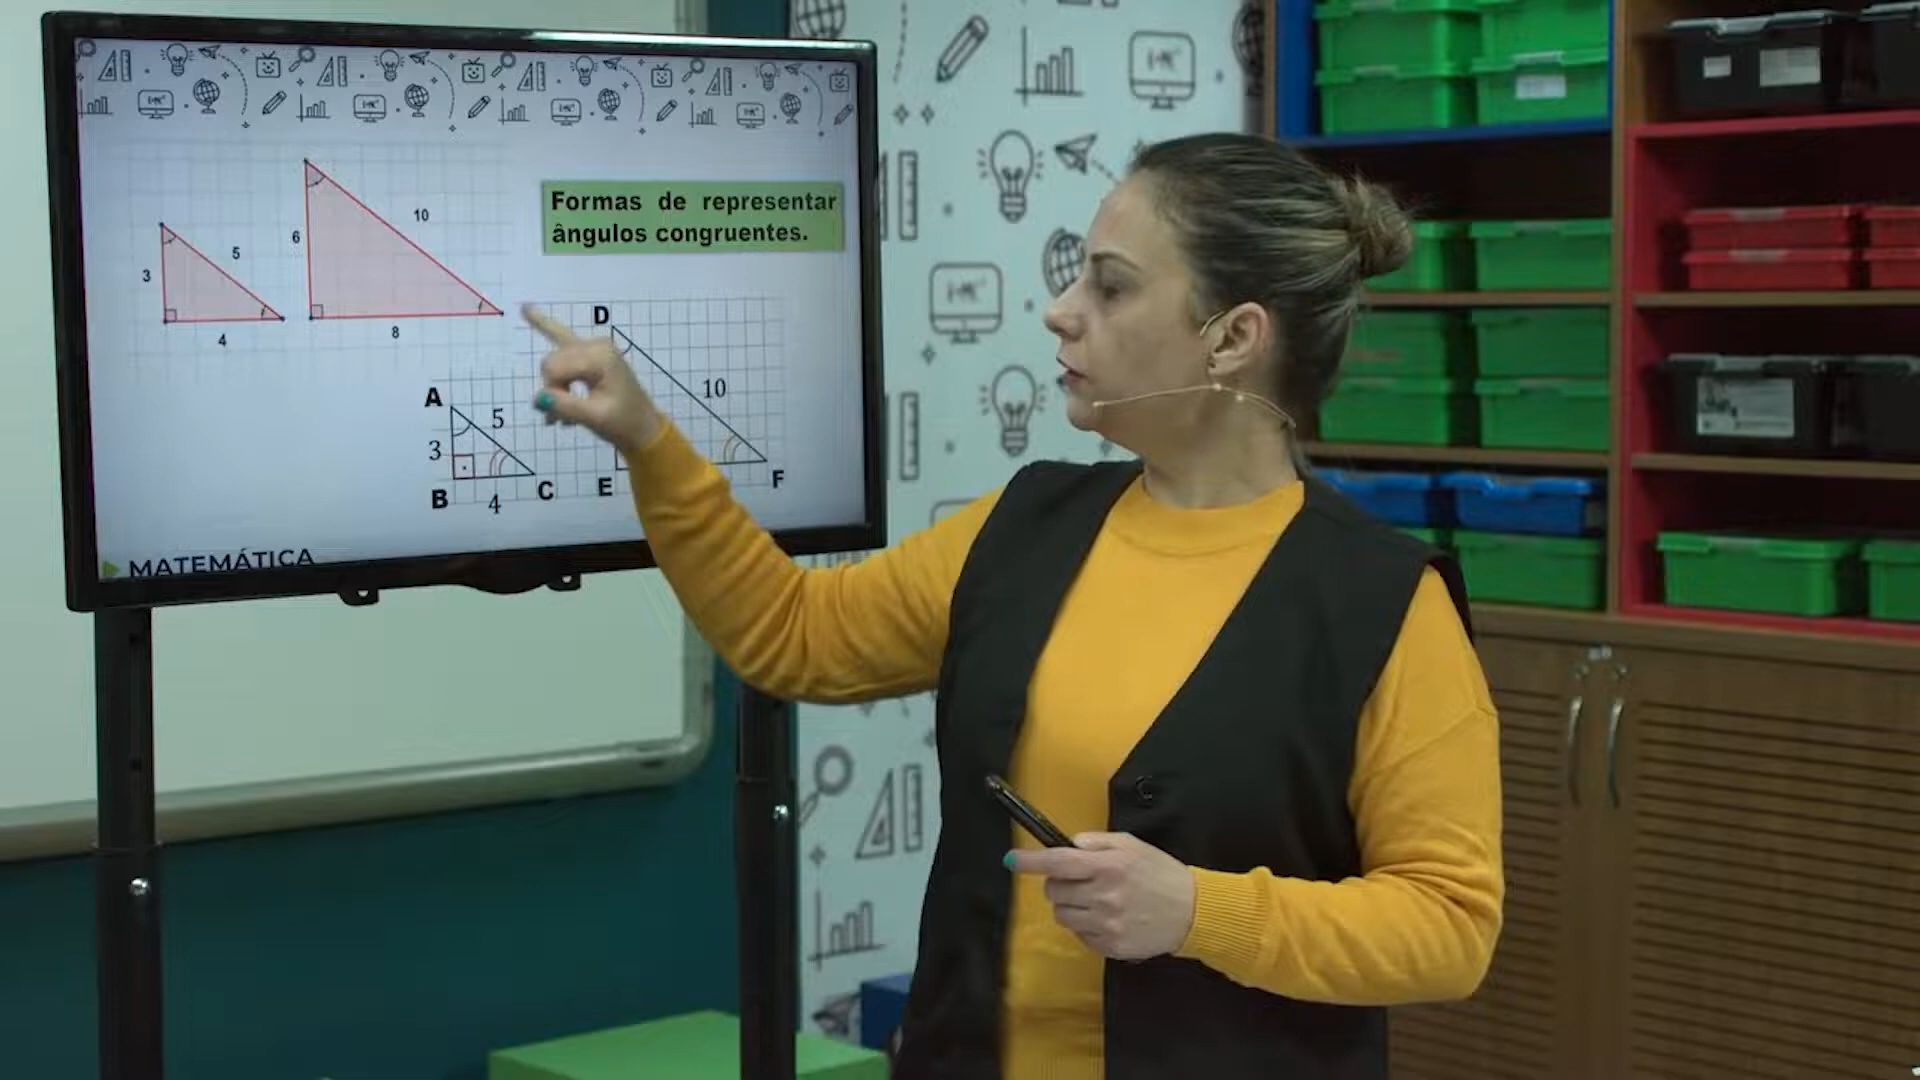 Formas de representar
ângulos congruentes.
10
6
5
3
4
8
D
10
A
5
3
B
4
C
E
F
MATEMÁTICA